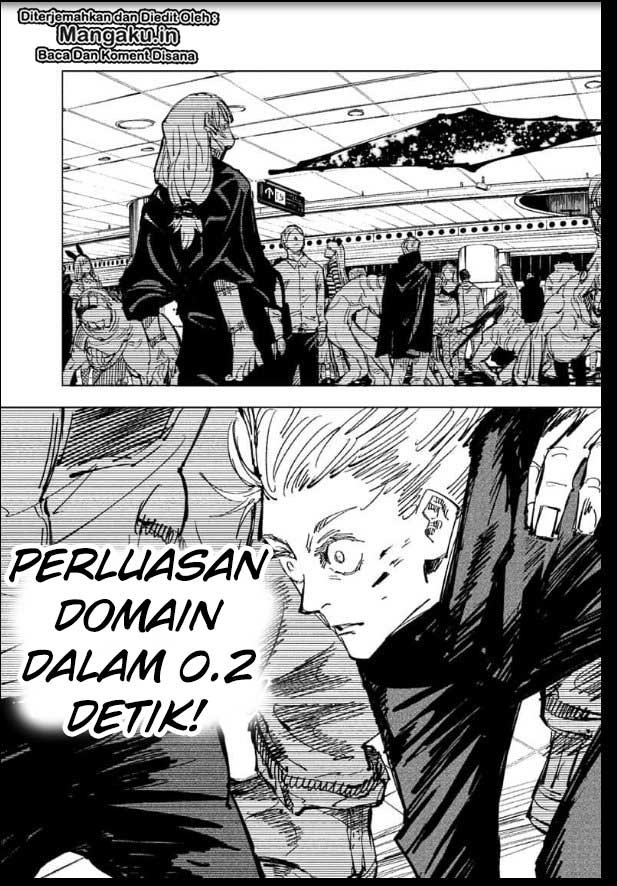 Diterjemahkan dan Diedit Oleh :
Mangaku.in
Baca Dan Koment Disana
PERLUASAN
DOMAIN
DALAM 0.2
DETIK!